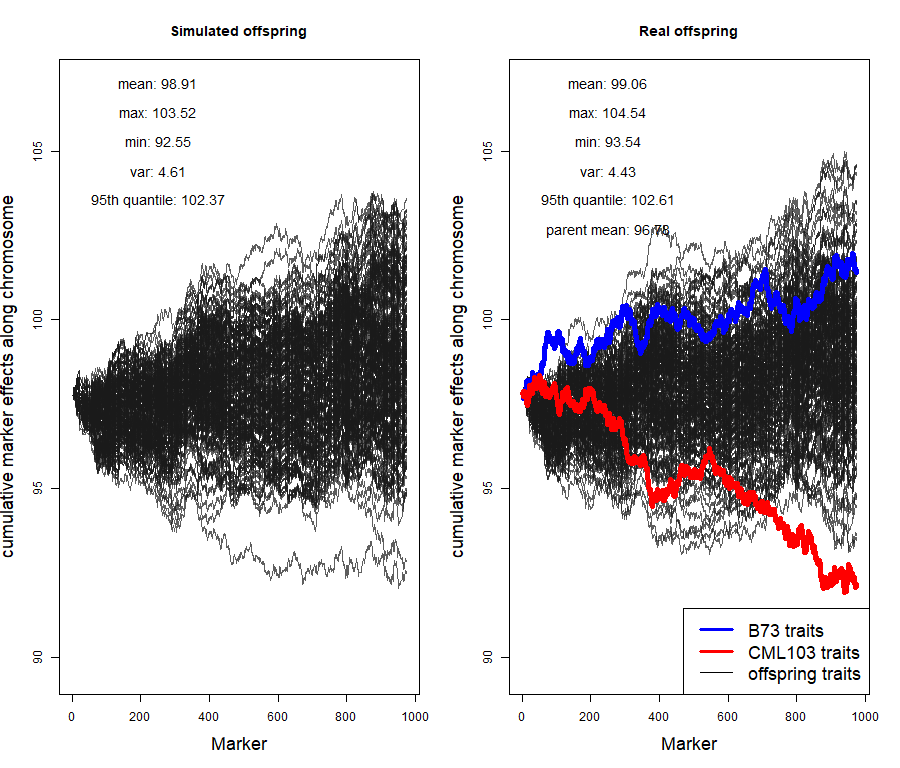 Simulated offspring
mean: 98.91
max: 103.52
min: 92.55
var: 4.61
95th quantile: 102.37
cumulative marker effects along chromosome
105
100
95
90
0 200 400 600 800 1000
Marker
Real offspring
mean: 99.06
max: 104.54
min: 93.54
var: 4.43
95th quantile: 102.61
parent mean: 96.78
cumulative marker effects along chromosome
105
100
95
90
B73 traits
CML103 traits
offspring traits
0 200 400 600 800 1000
Marker